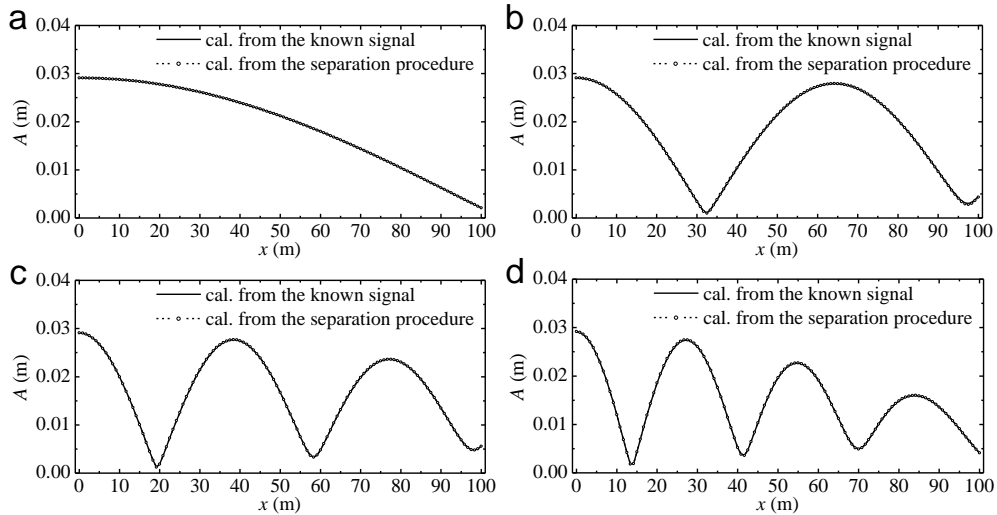 a
cal. from the known signal
cal. from the separation procedure
A (m)
0.04
0.03
0.02
0.01
0.00
0 10 20 30 40 50 60 70 80 90 100
x (m)
b
cal. from the known signal
cal. from the separation procedure
A (m)
0.04
0.03
0.02
0.01
0.00
0 10 20 30 40 50 60 70 80 90 100
x (m)
c
cal. from the known signal
cal. from the separation procedure
A (m)
0.04
0.03
0.02
0.01
0.00
0 10 20 30 40 50 60 70 80 90 100
x (m)
d
cal. from the known signal
cal. from the separation procedure
A (m)
0.04
0.03
0.02
0.01
0.00
0 10 20 30 40 50 60 70 80 90 100
x (m)